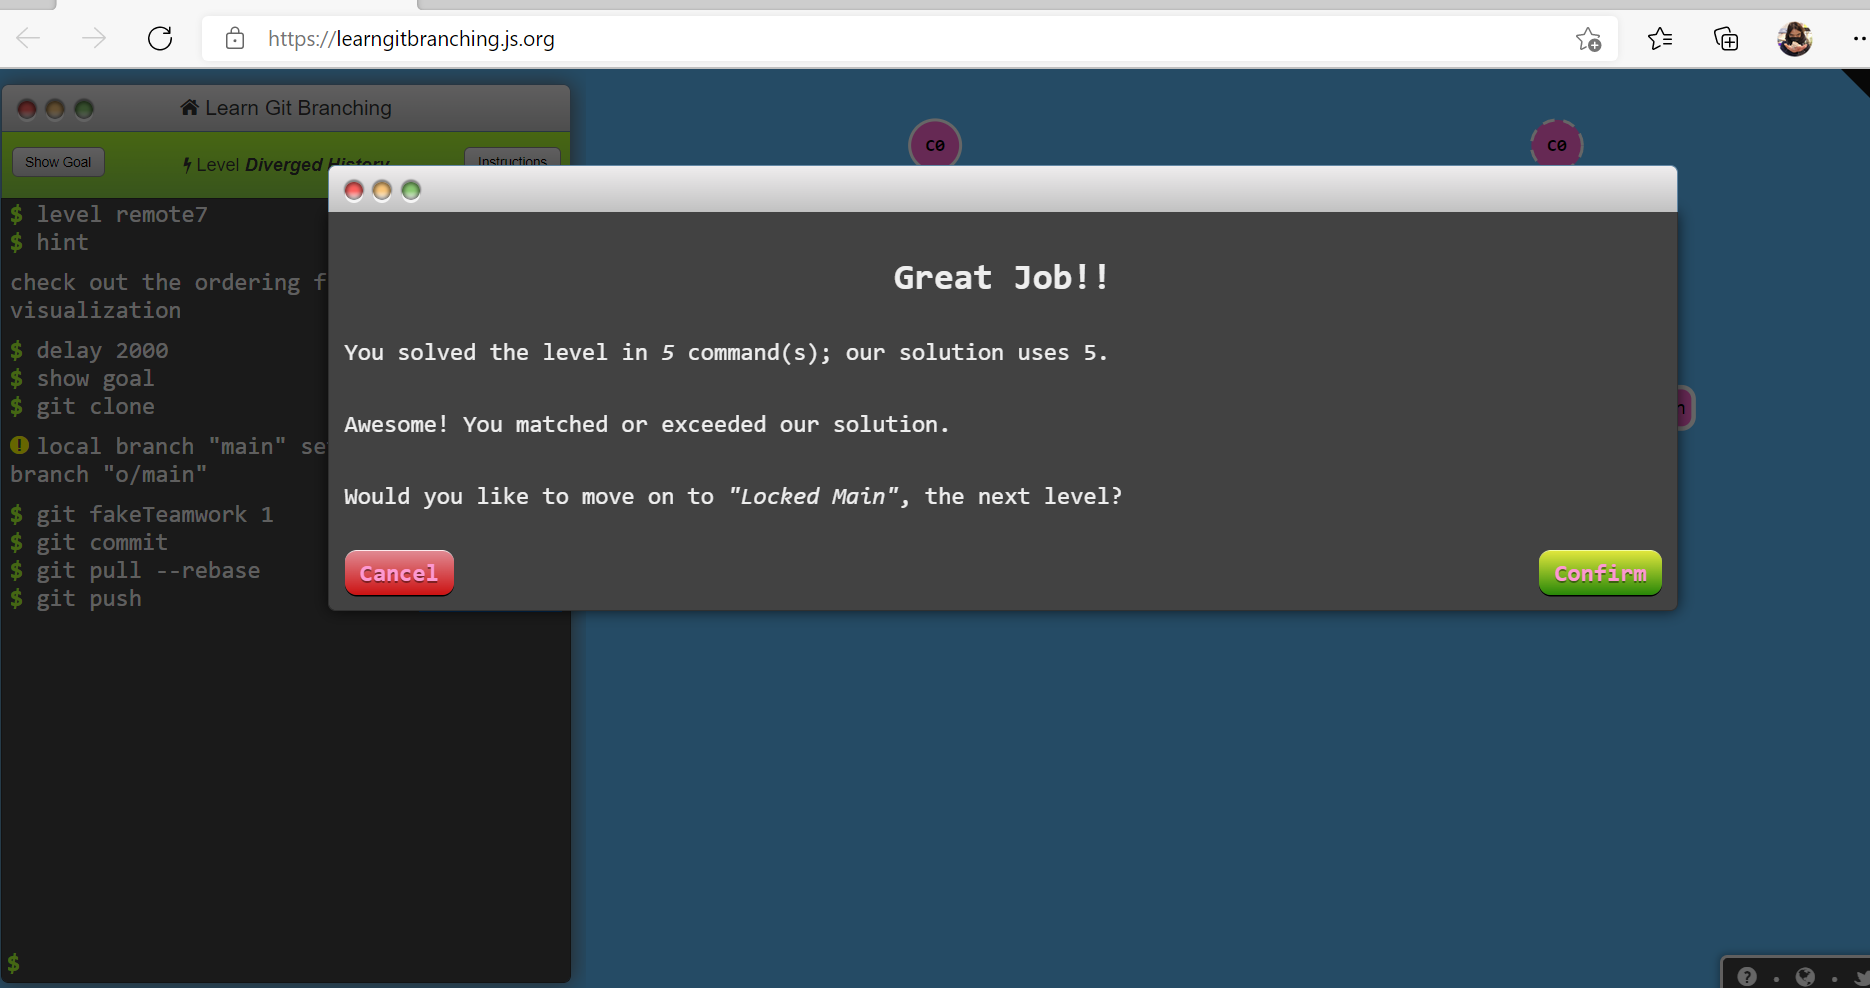 https://learngitbranching.js.org
Learn Git Branching
Show Goal
Level Diverged History
Instructions
C0
C0
$ level remote7
$ hint
check out the ordering
visualization
$ delay 2000
$ show goal
$ git clone
local branch "main"
branch "o/main"
$ git fakeTeamwork 1
$ git commit
$ git pull --rebase
$ git push
$
Great Job!!
You solved the level in 5 command(s); our solution uses 5.
Awesome! You matched or exceeded our solution.
Would you like to move on to "Locked Main", the next level?
Cancel
Confirm